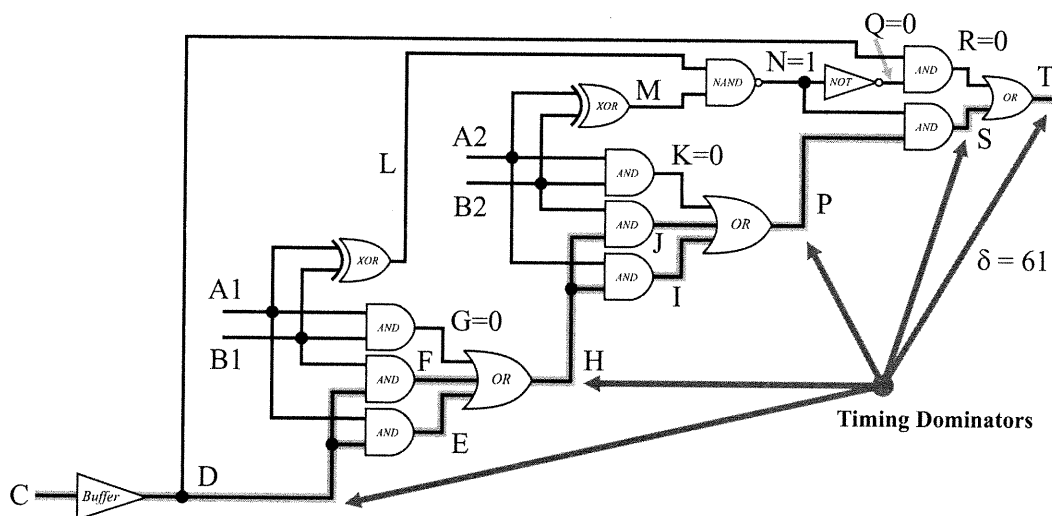 Q=0
R=0
N=1
T
AND
NAND
NOT
OR
M
XOR
AND
S
A2
K=0
L
AND
B2
P
AND
OR
J
δ = 61
XOR
AND
I
A1
G=0
AND
B1
H
F
AND
OR
Timing Dominators
AND
E
D
C
Buffer